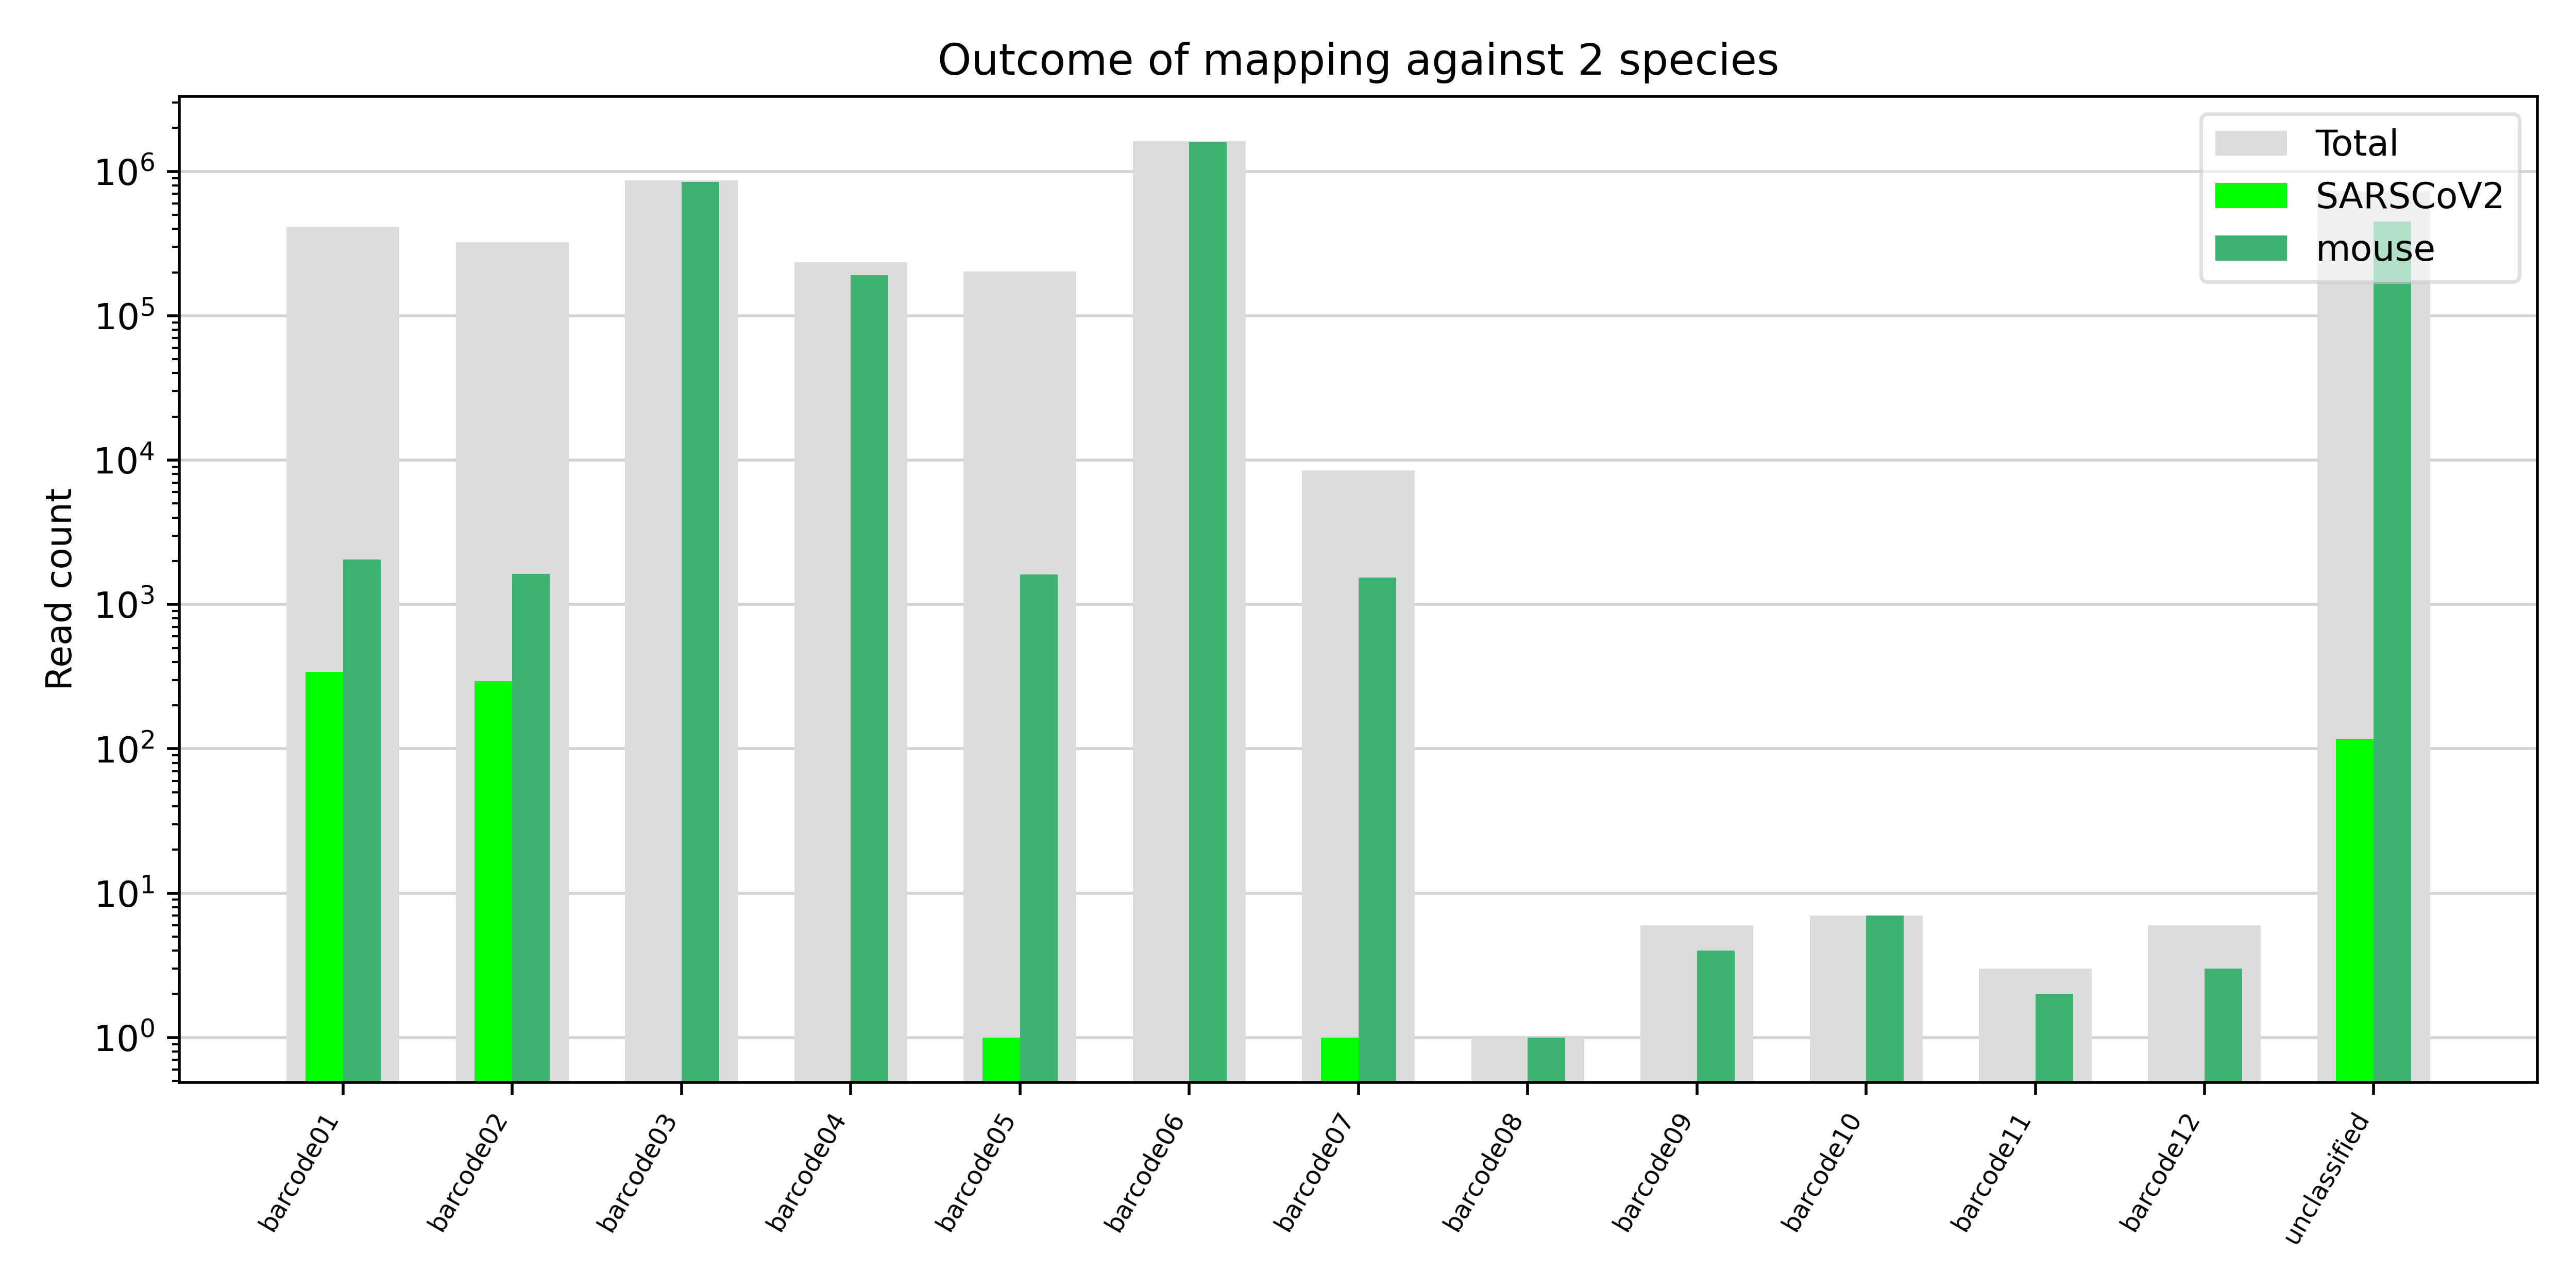 Outcome of mapping against 2 species
Read count
10⁶
10⁵
10⁴
10³
10²
10¹
10⁰
Total
SARSCoV2
mouse
barcode01
barcode02
barcode03
barcode04
barcode05
barcode06
barcode07
barcode08
barcode09
barcode10
barcode11
barcode12
unclassified